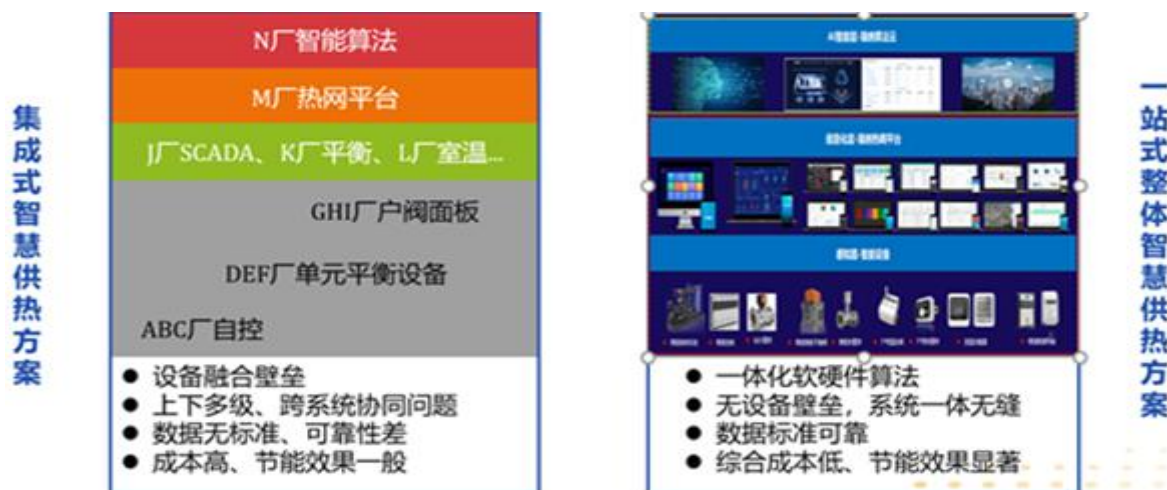 集成式智慧供热方案
N厂智能算法
M厂热网平台
J厂SCADA、K厂平衡、L厂室温...
GHI厂户阀面板
DEF厂单元平衡设备
ABC厂自控
● 设备融合壁垒
● 上下多级、跨系统协同问题
● 数据无标准、可靠性差
● 成本高、节能效果一般
● 一体化软硬件算法
● 无设备壁垒，系统一体无缝
● 数据标准可靠
● 综合成本低、节能效果显著
一站式整体智慧供热方案